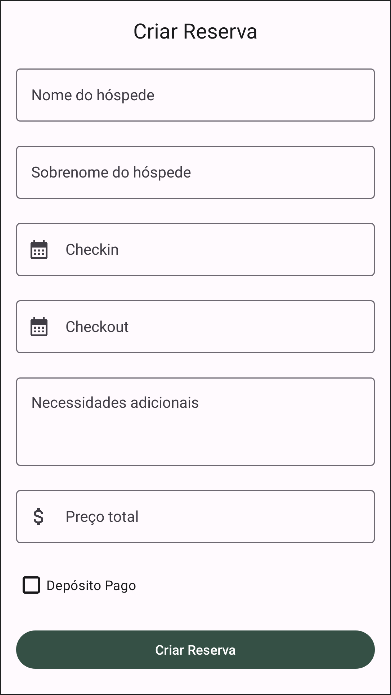 Criar Reserva
Nome do hóspede
Sobrenome do hóspede
Checkin
Checkout
Necessidades adicionais
$ Preço total
Depósito Pago
Criar Reserva